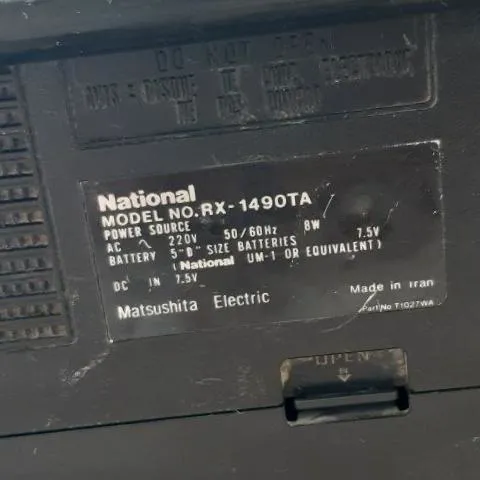 DO NOT OPEN
National
MODEL NO. RX-1490TA
POWER SOURCE
AC ~ 220V 50/60Hz 8W
BATTERY 7.5V
5 "D" SIZE BATTERIES
(National UM-1 OR EQUIVALENT)
DC IN 7.5V
Matsushita Electric
Made in Iran
Part No T1027WA
OPEN